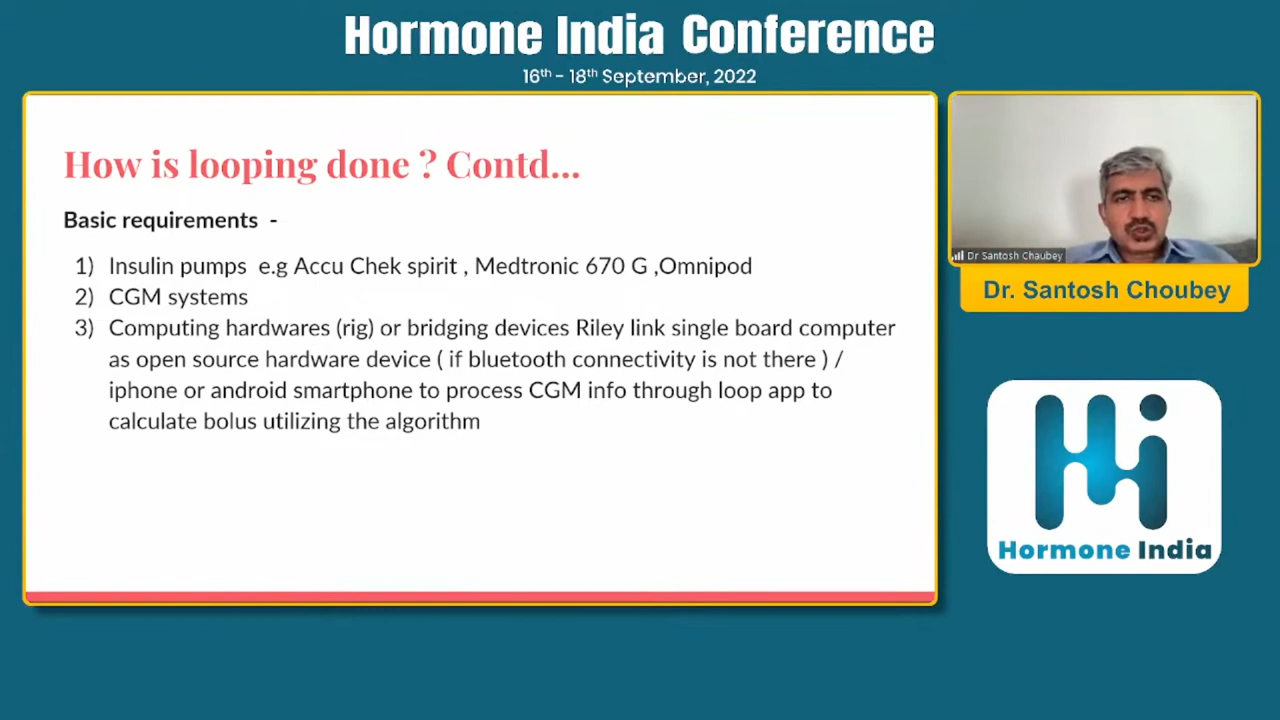 Hormone India Conference
16th - 18th September, 2022
How is looping done ? Contd...
Basic requirements -
1) Insulin pumps e.g Accu Chek spirit , Medtronic 670 G ,Omnipod
2) CGM systems
3) Computing hardwares (rig) or bridging devices Riley link single board computer
as open source hardware device ( if bluetooth connectivity is not there ) /
iphone or android smartphone to process CGM info through loop app to
calculate bolus utilizing the algorithm
Dr Santosh Chaubey
Dr. Santosh Choubey
Hi
Hormone India